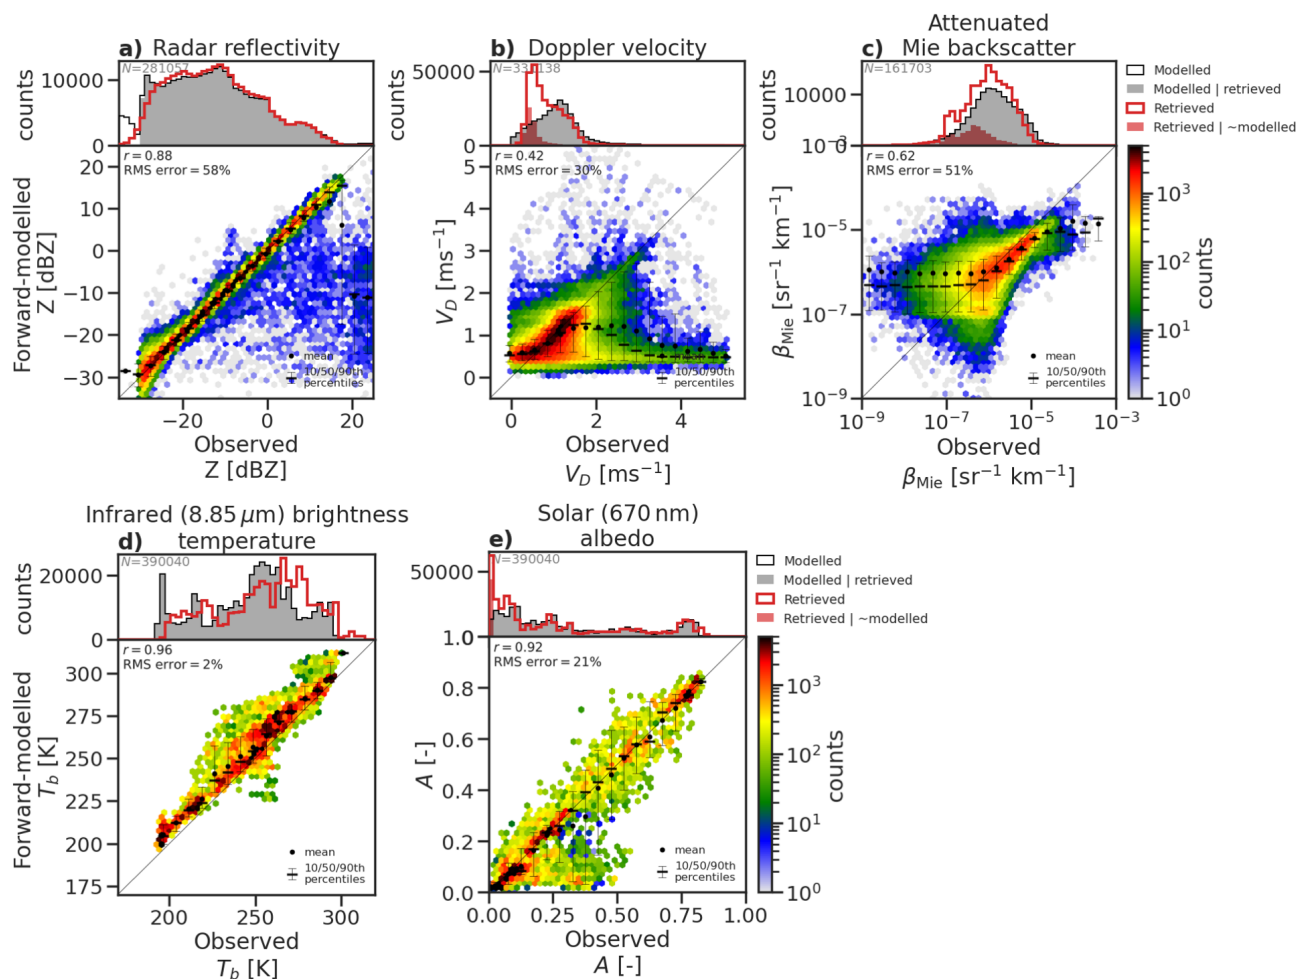 a) Radar reflectivity
counts
10000
0
N=281057
r = 0.88
RMS error = 58%
Forward-modelled
Z [dBZ]
20
10
0
−10
−20
−30
mean
10/50/90th
percentiles
−20
0
20
Observed
Z [dBZ]
b) Doppler velocity
counts
50000
0
r = 0.42
RMS error = 30%
V_D [ms⁻¹]
5
4
3
2
1
0
mean
10/50/90th
percentiles
0
2
4
Observed
V_D [ms⁻¹]
Attenuated
c) Mie backscatter
counts
10000
0
N=161703
r = 0.62
RMS error = 51%
β_Mie [sr⁻¹ km⁻¹]
10⁻³
10⁻⁵
10⁻⁷
10⁻⁹
mean
10/50/90th
percentiles
10⁻⁹
10⁻⁷
10⁻⁵
10⁻³
Observed
β_Mie [sr⁻¹ km⁻¹]
Modelled
Modelled | retrieved
Retrieved
Retrieved | ~modelled
10³
10²
10¹
10⁰
counts
Infrared (8.85 μm) brightness
d) temperature
counts
20000
0
N=390040
r = 0.96
RMS error = 2%
Forward-modelled
T_b [K]
300
275
250
225
200
175
mean
10/50/90th
percentiles
200
250
300
Observed
T_b [K]
Solar (670 nm)
e) albedo
counts
50000
N=390040
r = 0.92
RMS error = 21%
A [-]
1.0
0.8
0.6
0.4
0.2
0.0
mean
10/50/90th
percentiles
0.00
0.25
0.50
0.75
1.00
Observed
A [-]
Modelled
Modelled | retrieved
Retrieved
Retrieved | ~modelled
10³
10²
10¹
10⁰
counts